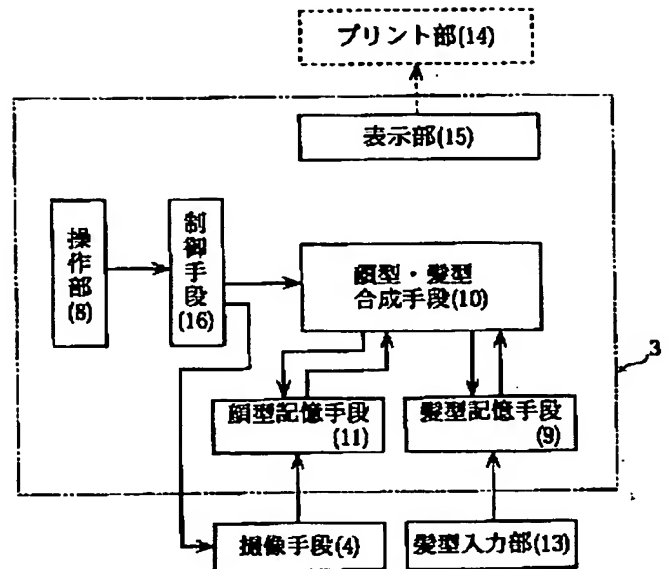 プリント部(14)
表示部(15)
操作部
(8)
制御手段
(16)
顔型・髪型
合成手段(10)
3
顔型記憶手段
(11)
髪型記憶手段
(9)
撮像手段(4)
髪型入力部(13)